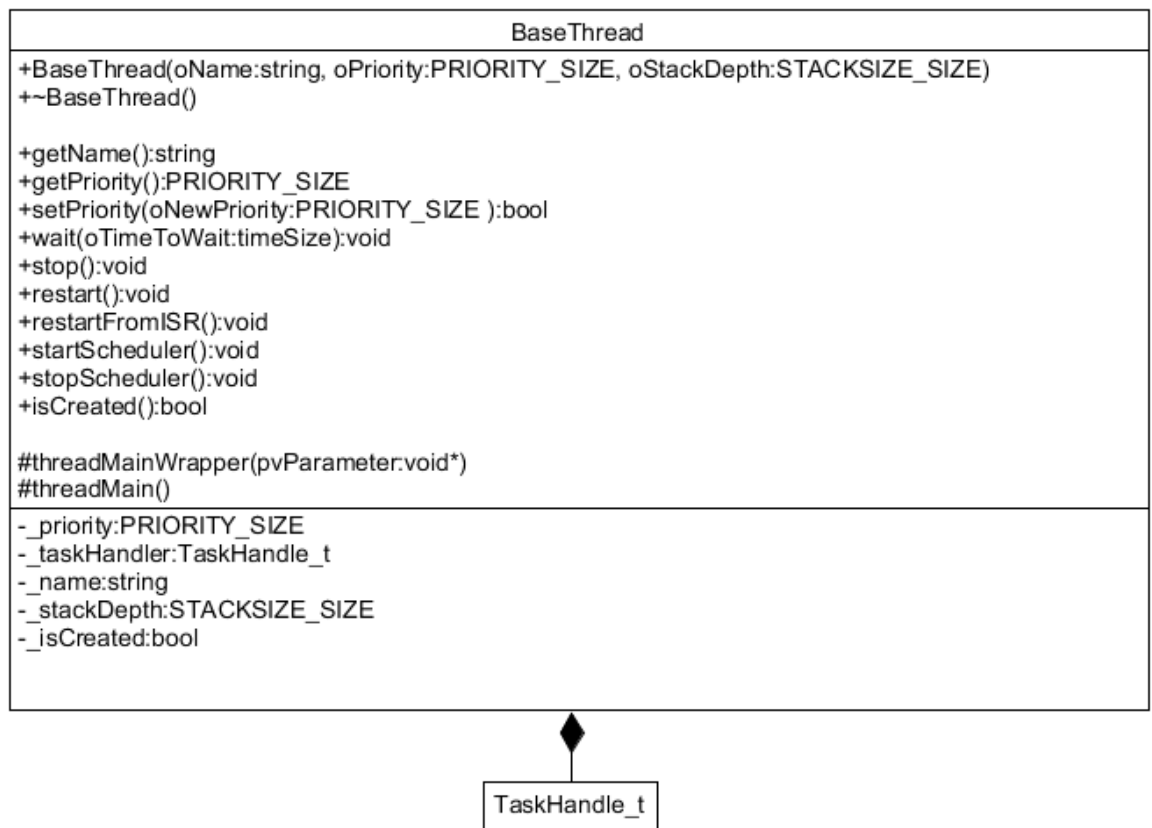 BaseThread
+BaseThread(oName:string, oPriority:PRIORITY_SIZE, oStackDepth:STACKSIZE_SIZE)
+~BaseThread()
+getName():string
+getPriority():PRIORITY_SIZE
+setPriority(oNewPriority:PRIORITY_SIZE ):bool
+wait(oTimeToWait:timeSize):void
+stop():void
+restart():void
+restartFromISR():void
+startScheduler():void
+stopScheduler():void
+isCreated():bool
#threadMainWrapper(pvParameter:void*)
#threadMain()
-_priority:PRIORITY_SIZE
-_taskHandler:TaskHandle_t
-_name:string
-_stackDepth:STACKSIZE_SIZE
-_isCreated:bool
TaskHandle_t